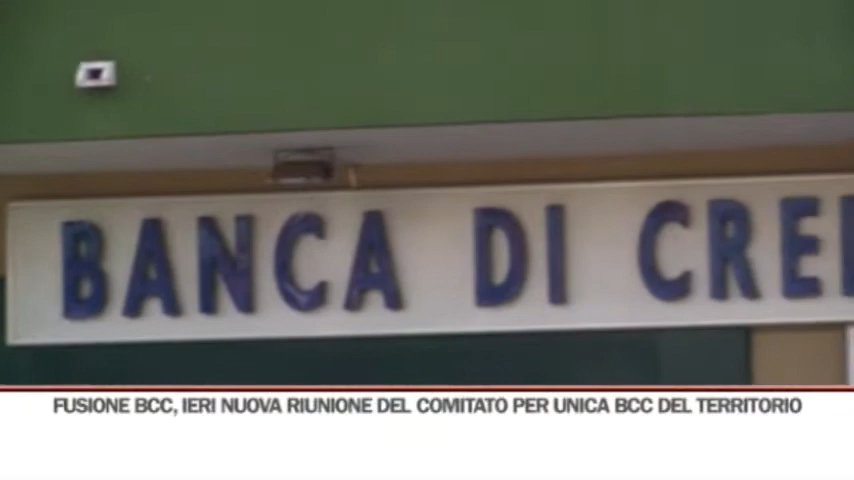 BANCA DI CRE
FUSIONE BCC, IERI NUOVA RIUNIONE DEL COMITATO PER UNICA BCC DEL TERRITORIO